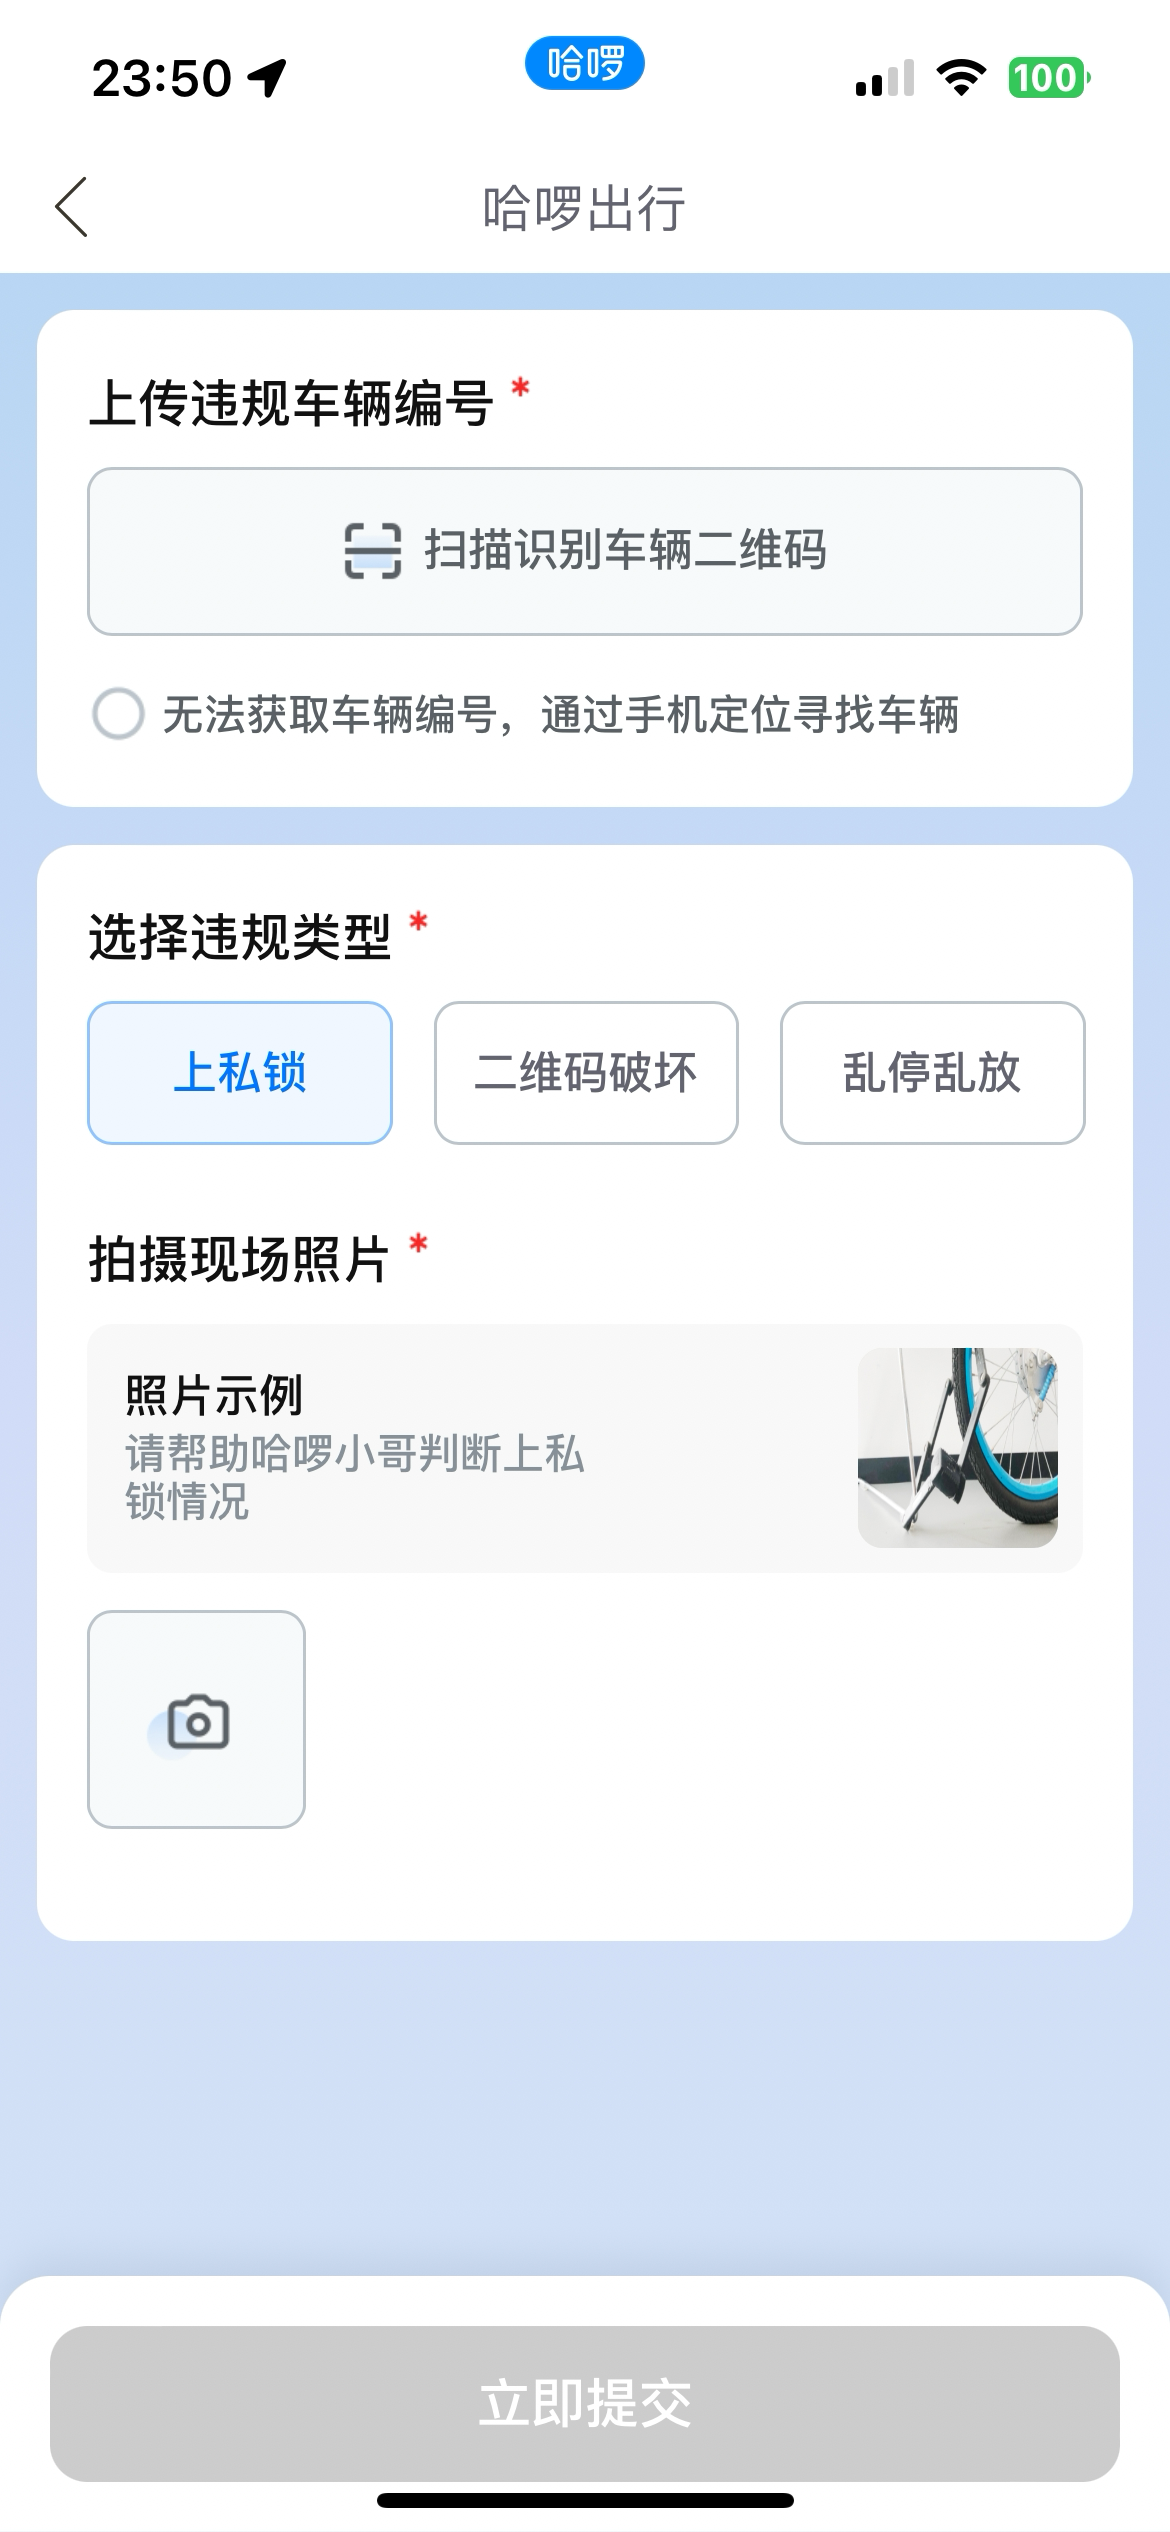 23:50
哈啰
100
哈啰出行
上传违规车辆编号 *
扫描识别车辆二维码
无法获取车辆编号，通过手机定位寻找车辆
选择违规类型 *
上私锁
二维码破坏
乱停乱放
拍摄现场照片 *
照片示例
请帮助哈啰小哥判断上私
锁情况
立即提交